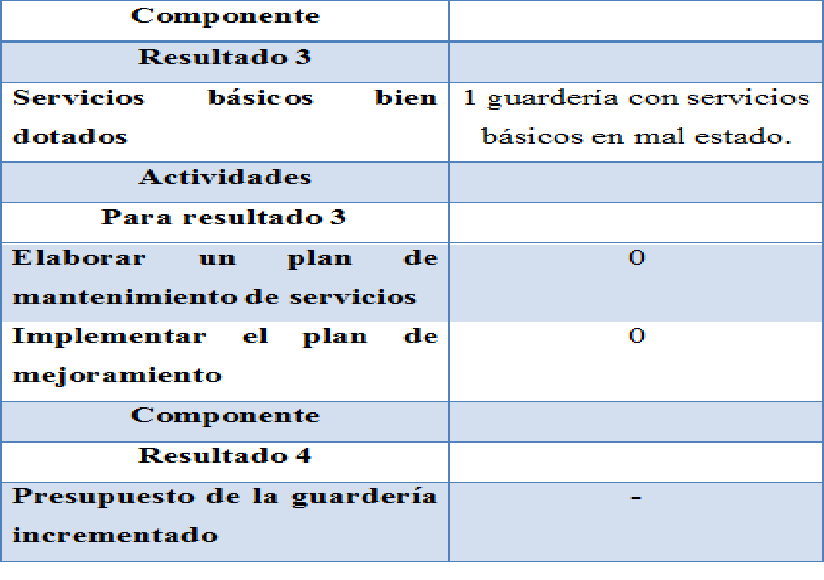 Componente
Resultado 3
Servicios básicos bien 1 guardería con servicios
dotados básicos en mal estado.
Actividades
Para resultado 3
Elaborar un plan de 0
mantenimiento de servicios
Implementar el plan de 0
mejoramiento
Componente
Resultado 4
Presupuesto de la guardería -
incrementado